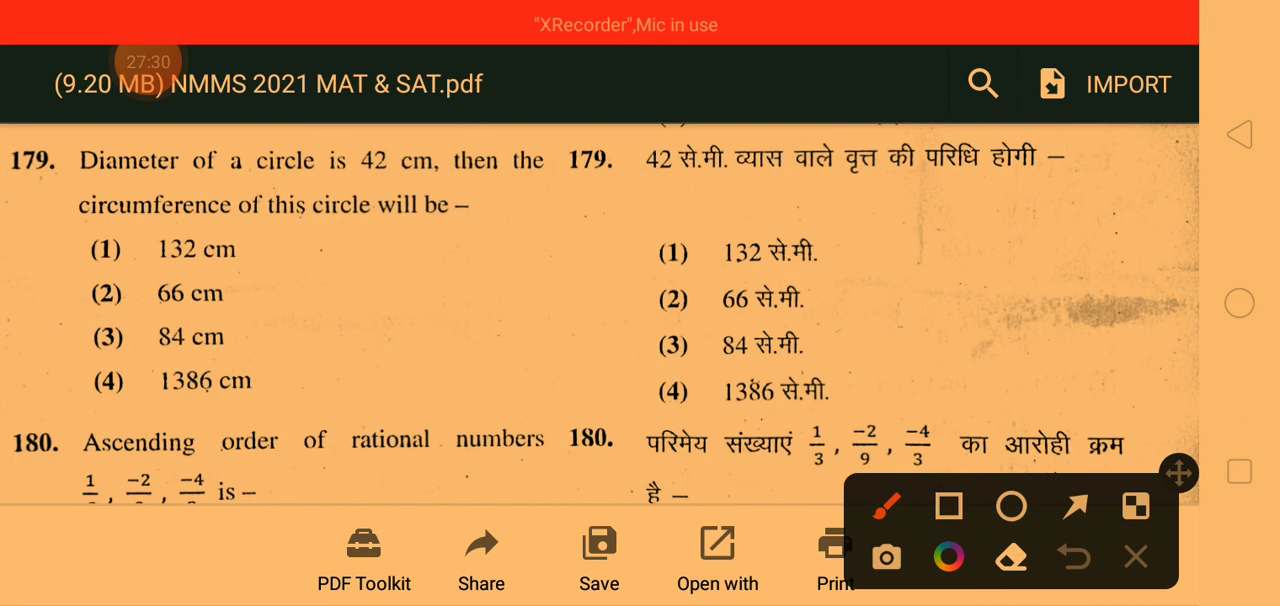 "XRecorder",Mic in use
27:30
(9.20 MB) NMMS 2021 MAT & SAT.pdf
IMPORT
179. Diameter of a circle is 42 cm, then the
circumference of this circle will be –
(1) 132 cm
(2) 66 cm
(3) 84 cm
(4) 1386 cm
180. Ascending order of rational numbers
1 -2 -4
, , is –
179. 42 से.मी. व्यास वाले वृत्त की परिधि होगी –
(1) 132 से.मी.
(2) 66 से.मी.
(3) 84 से.मी.
(4) 1386 से.मी.
180. परिमेय संख्याएं 1/3, -2/9, -4/3 का आरोही क्रम
है –
PDF Toolkit
Share
Save
Open with
Print